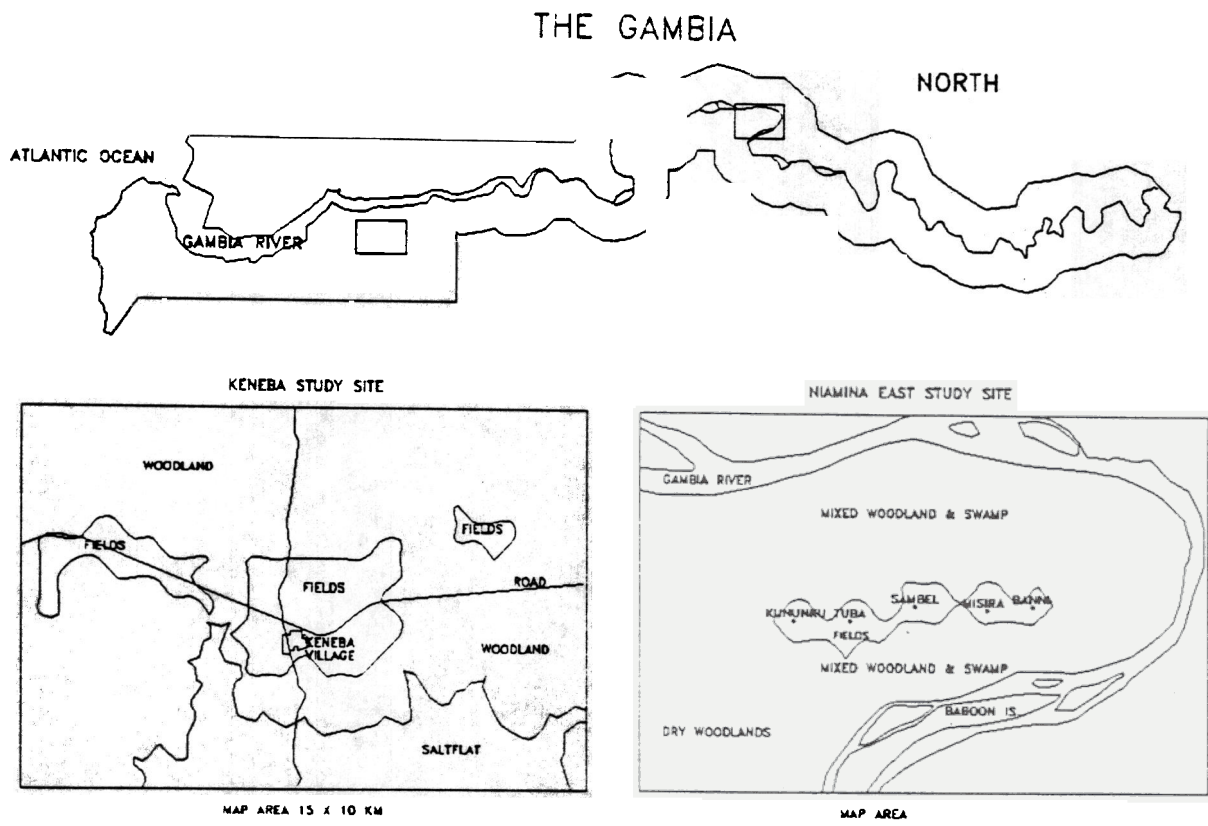 THE GAMBIA
NORTH
ATLANTIC OCEAN
GAMBIA RIVER
KENEBA STUDY SITE
WOODLAND
FIELDS
FIELDS
FIELDS
ROAD
KENEBA
VILLAGE
WOODLAND
SALTFLAT
MAP AREA 15 X 10 KM
NIAMINA EAST STUDY SITE
GAMBIA RIVER
MIXED WOODLAND & SWAMP
SAMBEL
MISIRA
TUBA
FIELDS
MIXED WOODLAND & SWAMP
BABOON IS.
DRY WOODLANDS
MAP AREA